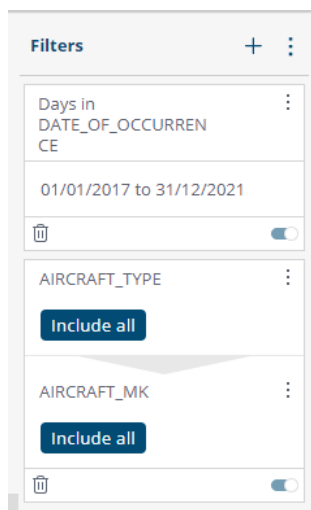 Filters
Days in
DATE_OF_OCCURREN
CE
01/01/2017 to 31/12/2021
AIRCRAFT_TYPE
Include all
AIRCRAFT_MK
Include all